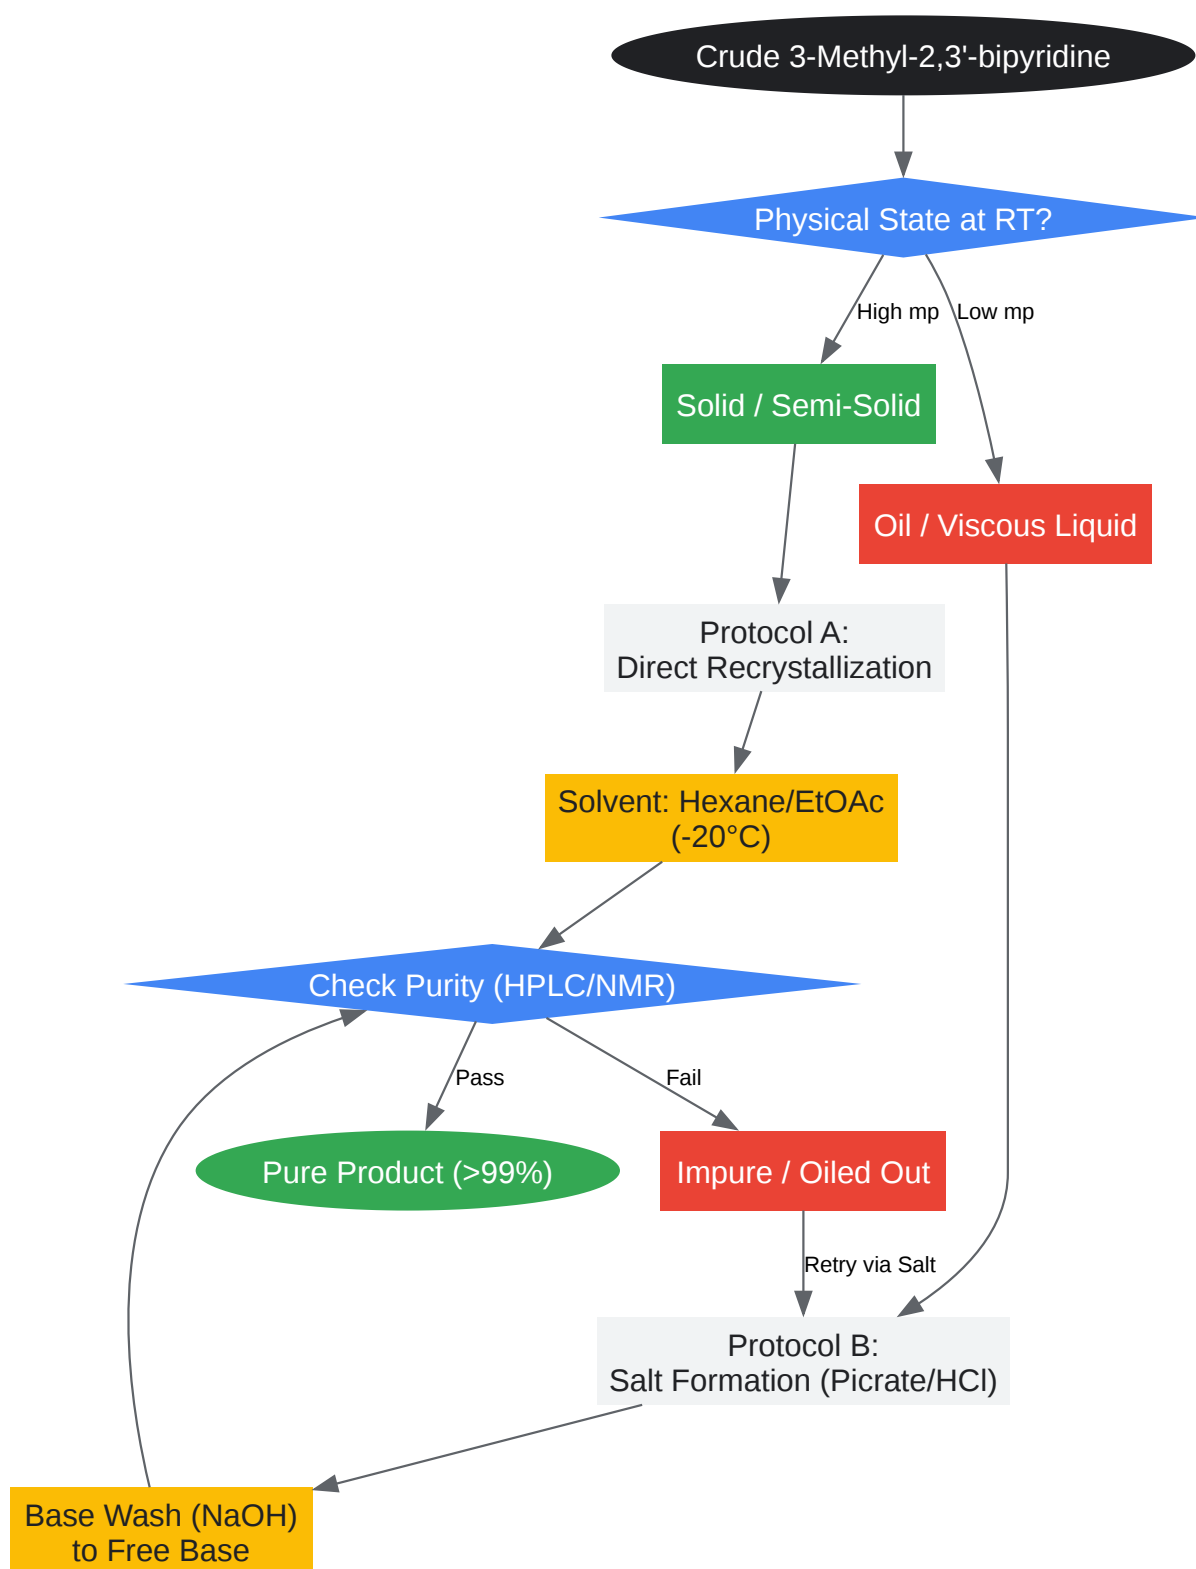 Crude 3-Methyl-2,3'-bipyridine
Physical State at RT?
High mp
Low mp
Solid / Semi-Solid
Oil / Viscous Liquid
Protocol A:
Direct Recrystallization
Solvent: Hexane/EtOAc
(-20°C)
Check Purity (HPLC/NMR)
Pass
Fail
Pure Product (>99%)
Impure / Oiled Out
Retry via Salt
Protocol B:
Salt Formation (Picrate/HCl)
Base Wash (NaOH)
to Free Base